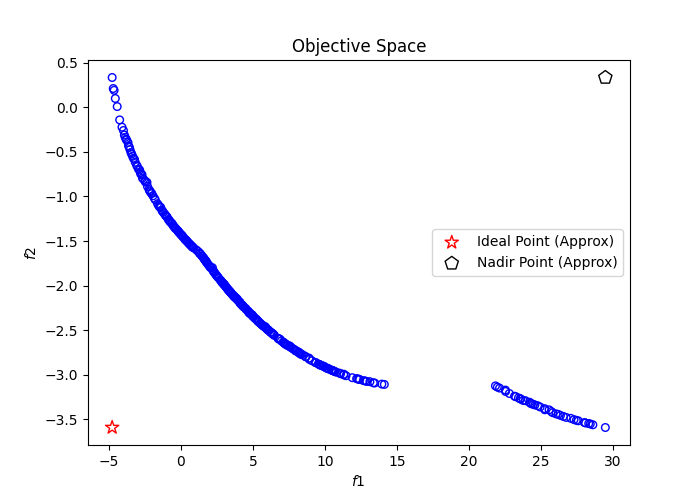 Objective Space
0.5
0.0
−0.5
−1.0
−1.5
−2.0
−2.5
−3.0
−3.5
f2
Ideal Point (Approx)
Nadir Point (Approx)
−5 0 5 10 15 20 25 30
f1